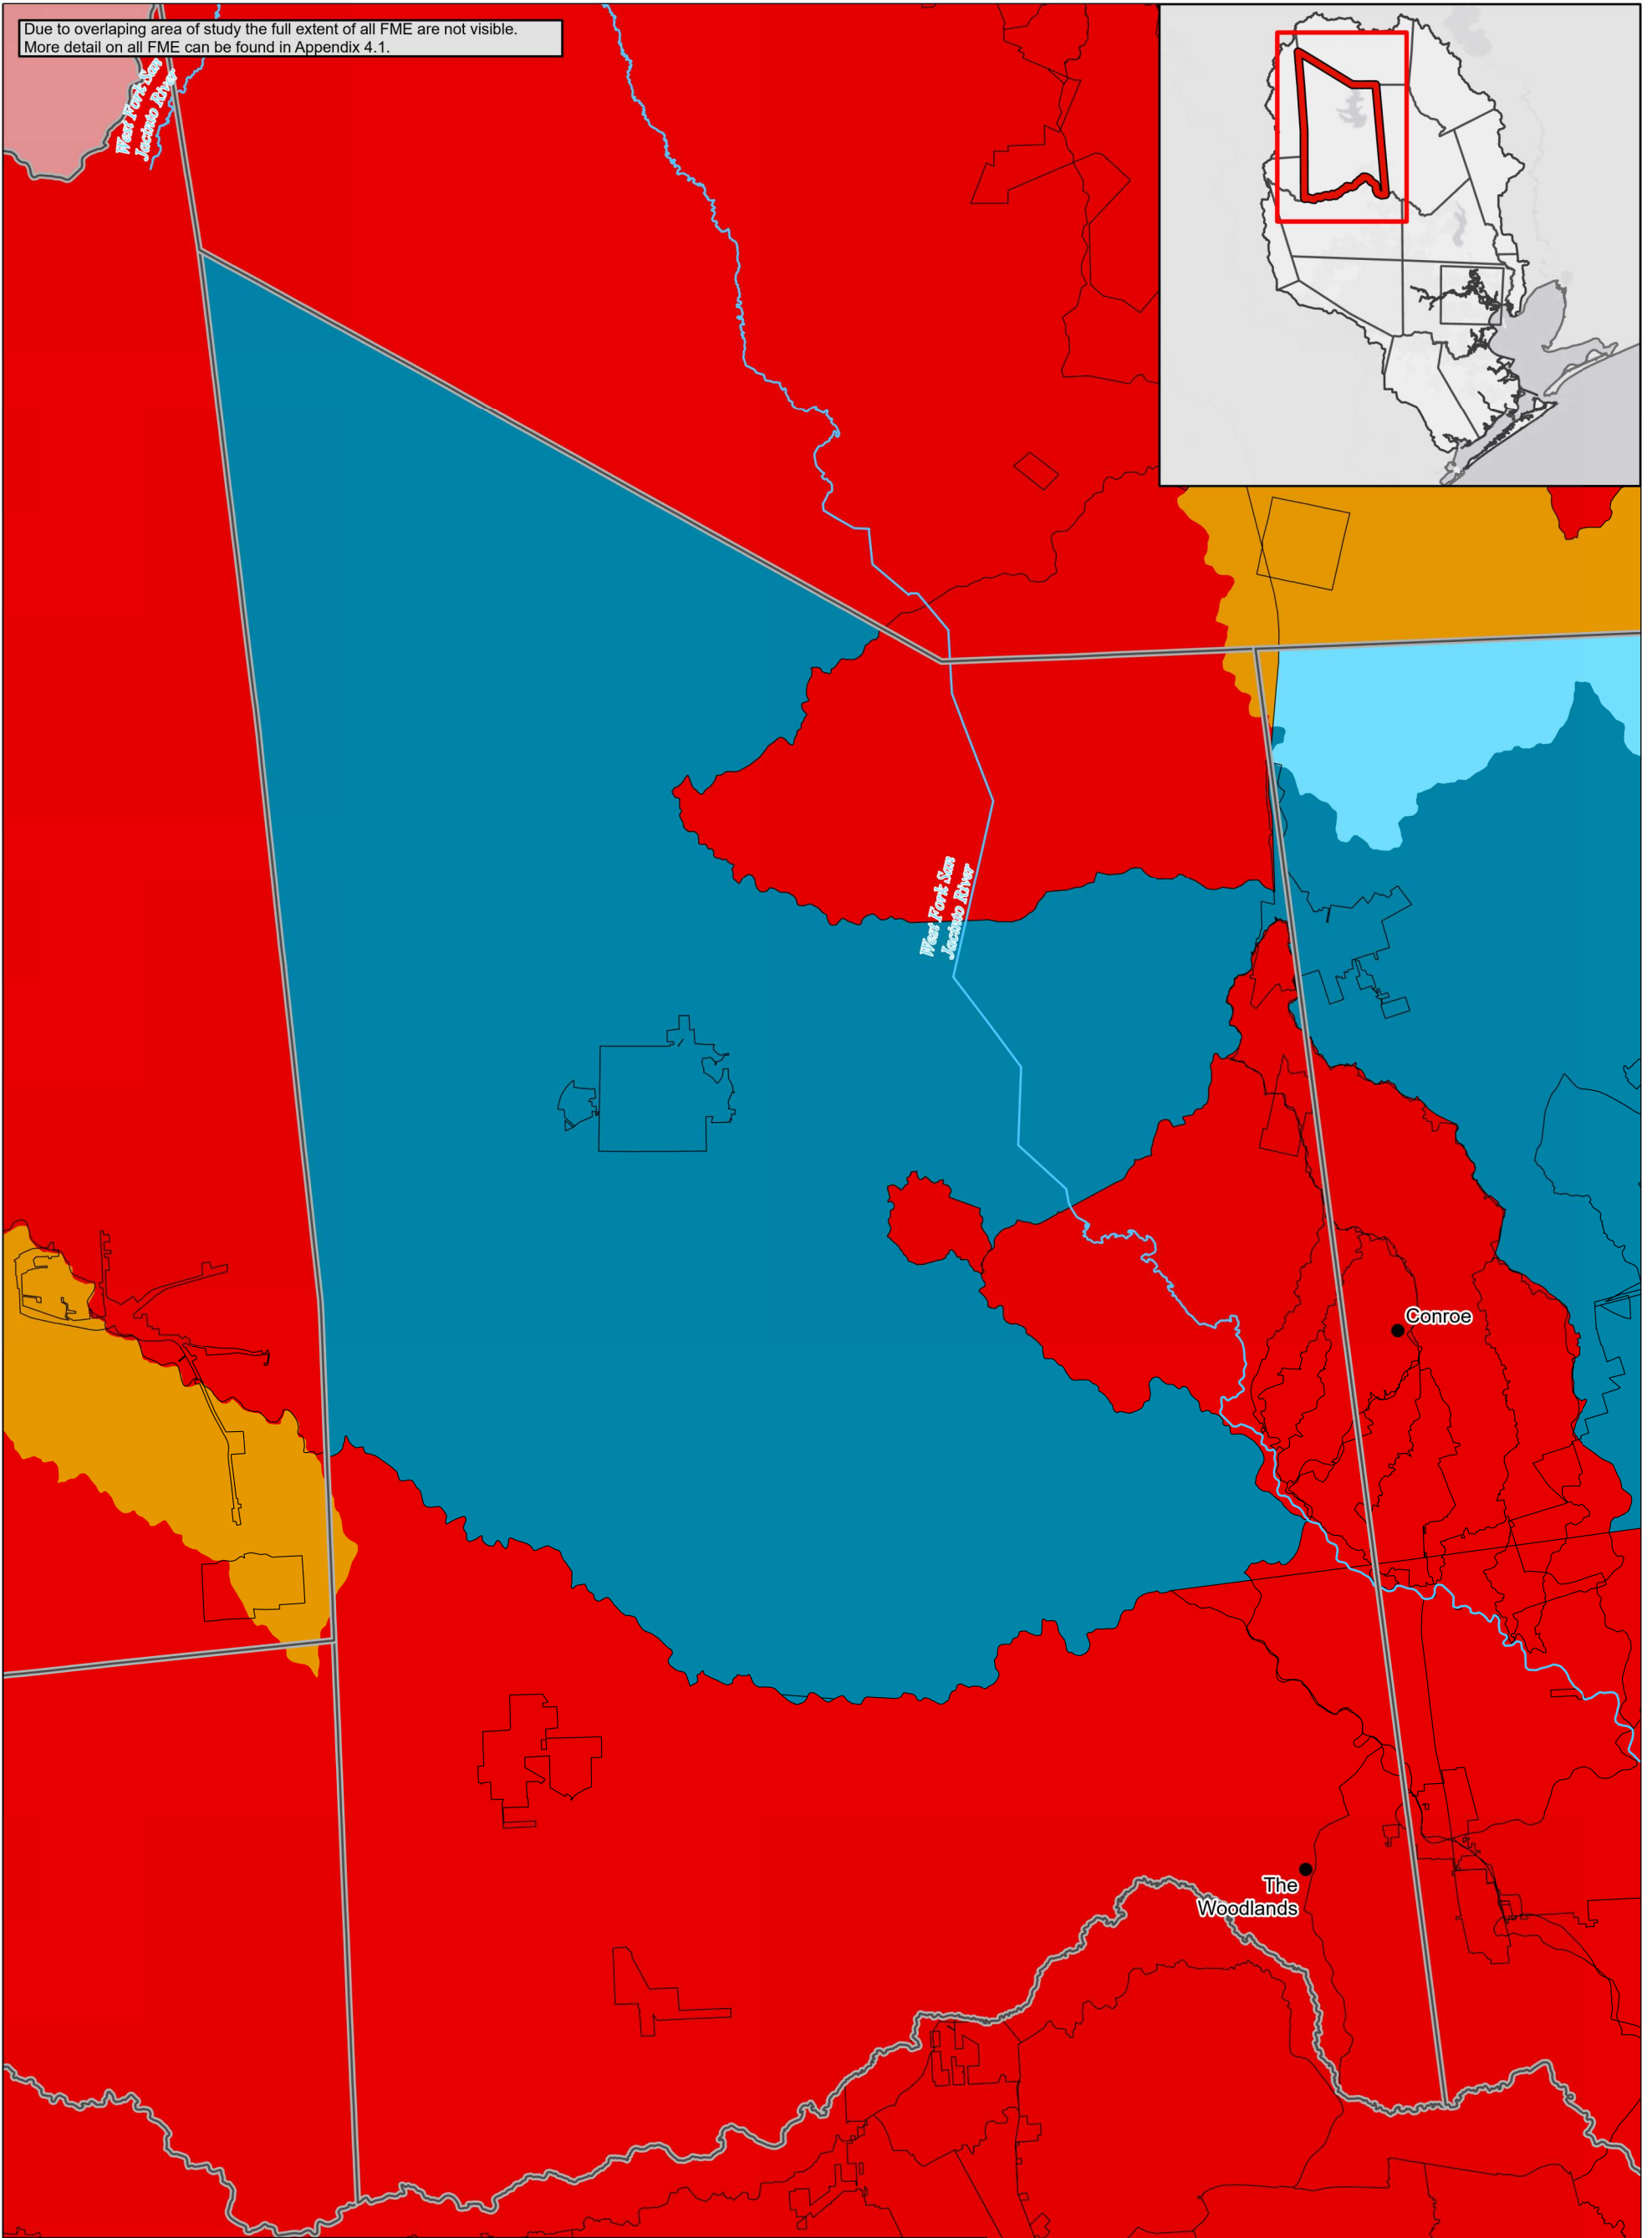 Due to overlaping area of study the full extent of all FME are not visible.
More detail on all FME can be found in Appendix 4.1.
West Fork San
Jacinto River
West Fork San
Jacinto River
Conroe
The
Woodlands